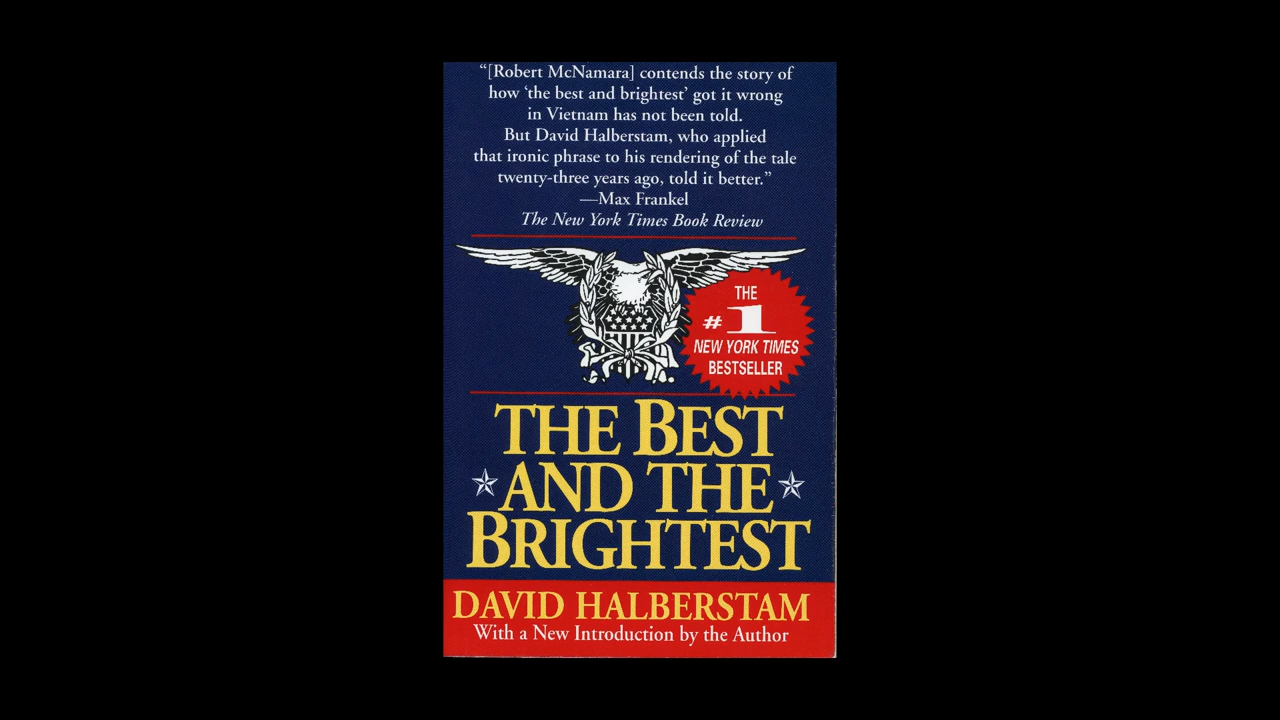 “[Robert McNamara] contends the story of
how ‘the best and brightest’ got it wrong
in Vietnam has not been told.
But David Halberstam, who applied
that ironic phrase to his rendering of the tale
twenty-three years ago, told it better.”
—Max Frankel
The New York Times Book Review
THE
#1
NEW YORK TIMES
BESTSELLER
THE BEST
AND THE
BRIGHTEST
DAVID HALBERSTAM
With a New Introduction by the Author